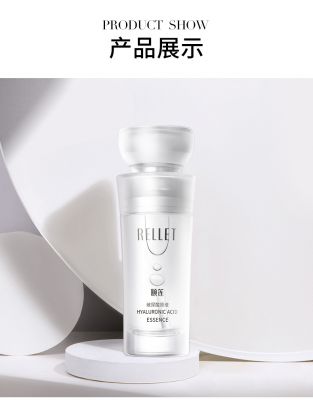 PRODUCT SHOW
产品展示
RELLET
颐莲
玻尿酸原液
HYALURONIC ACID
ESSENCE